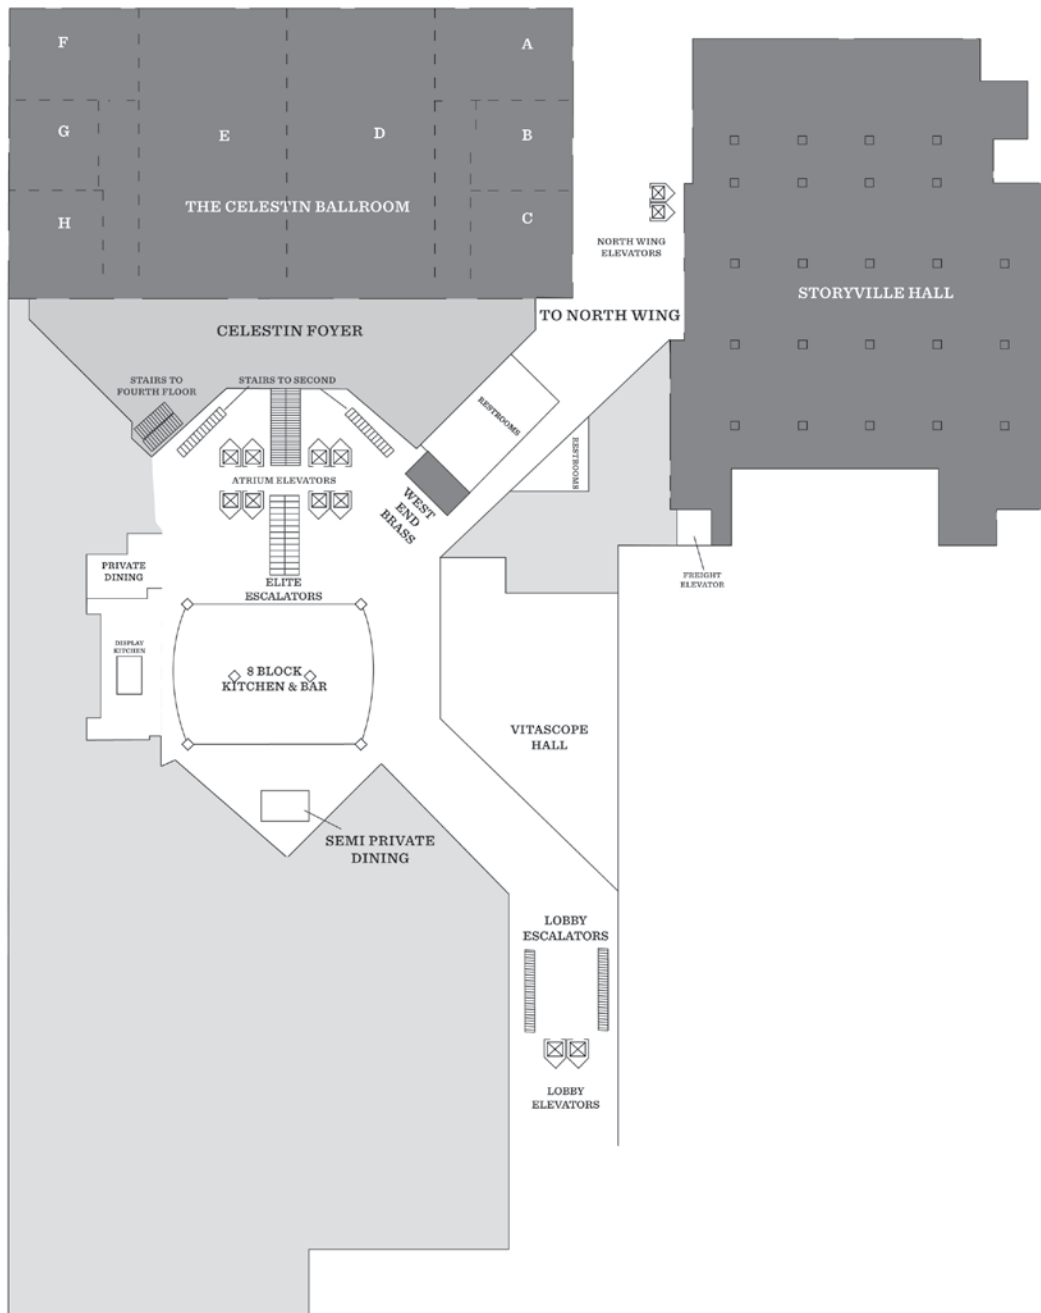 F
A
G
E
D
B
THE CELESTIN BALLROOM
H
C
NORTH WING
ELEVATORS
STORYVILLE HALL
TO NORTH WING
CELESTIN FOYER
STAIRS TO
FOURTH FLOOR
STAIRS TO SECOND
RESTROOMS
RESTROOMS
ATRIUM ELEVATORS
WEST
END
BRASS
PRIVATE
DINING
ELITE
ESCALATORS
FREIGHT
ELEVATOR
DISPLAY
KITCHEN
8 BLOCK
KITCHEN & BAR
VITASCOPE
HALL
SEMI PRIVATE
DINING
LOBBY
ESCALATORS
LOBBY
ELEVATORS